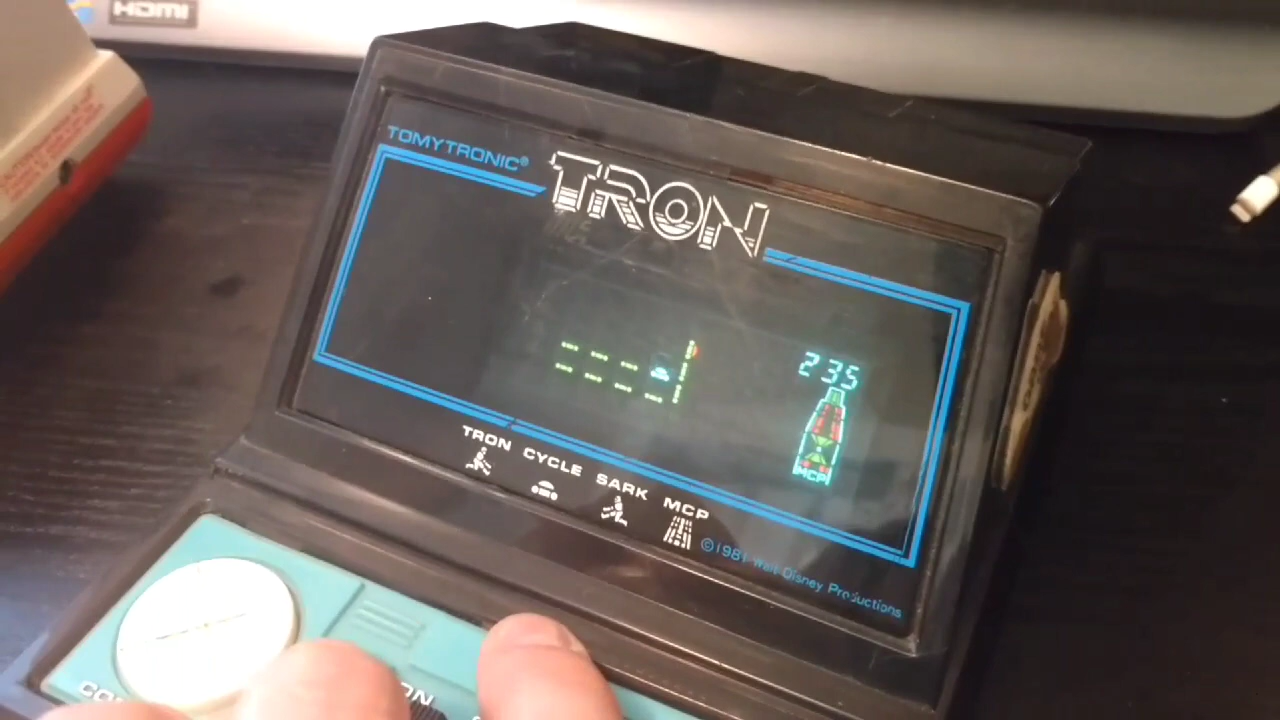 HDMI
TOMYTRONIC®
TRON
235
MCP
TRON CYCLE SARK MCP
©1981 Walt Disney Productions